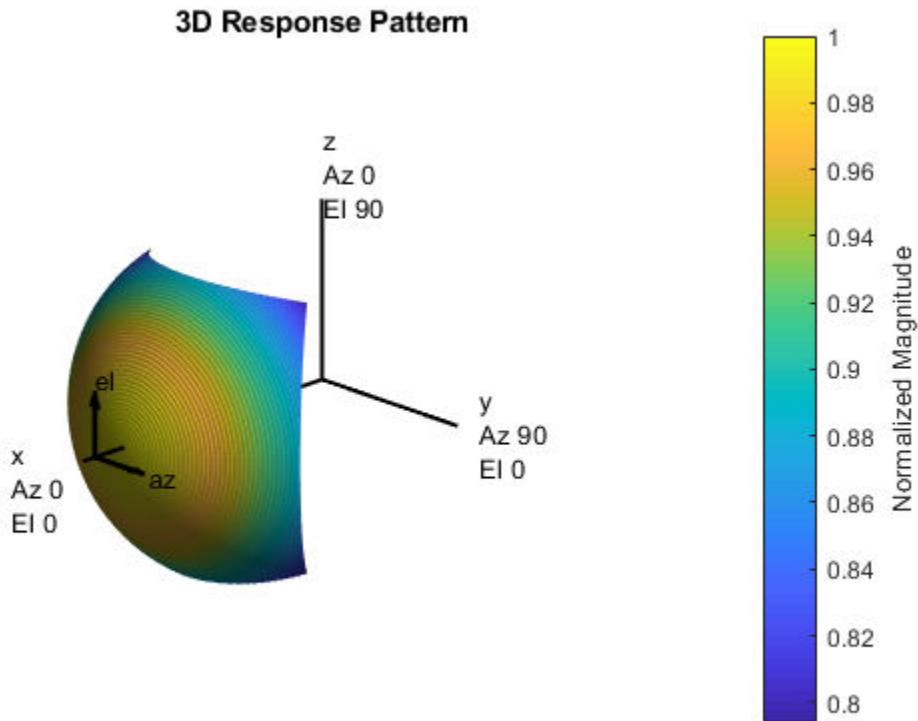 3D Response Pattern
z
Az 0
El 90
el
az
x
Az 0
El 0
y
Az 90
El 0
1
0.98
0.96
0.94
0.92
0.9
0.88
0.86
0.84
0.82
0.8
Normalized Magnitude